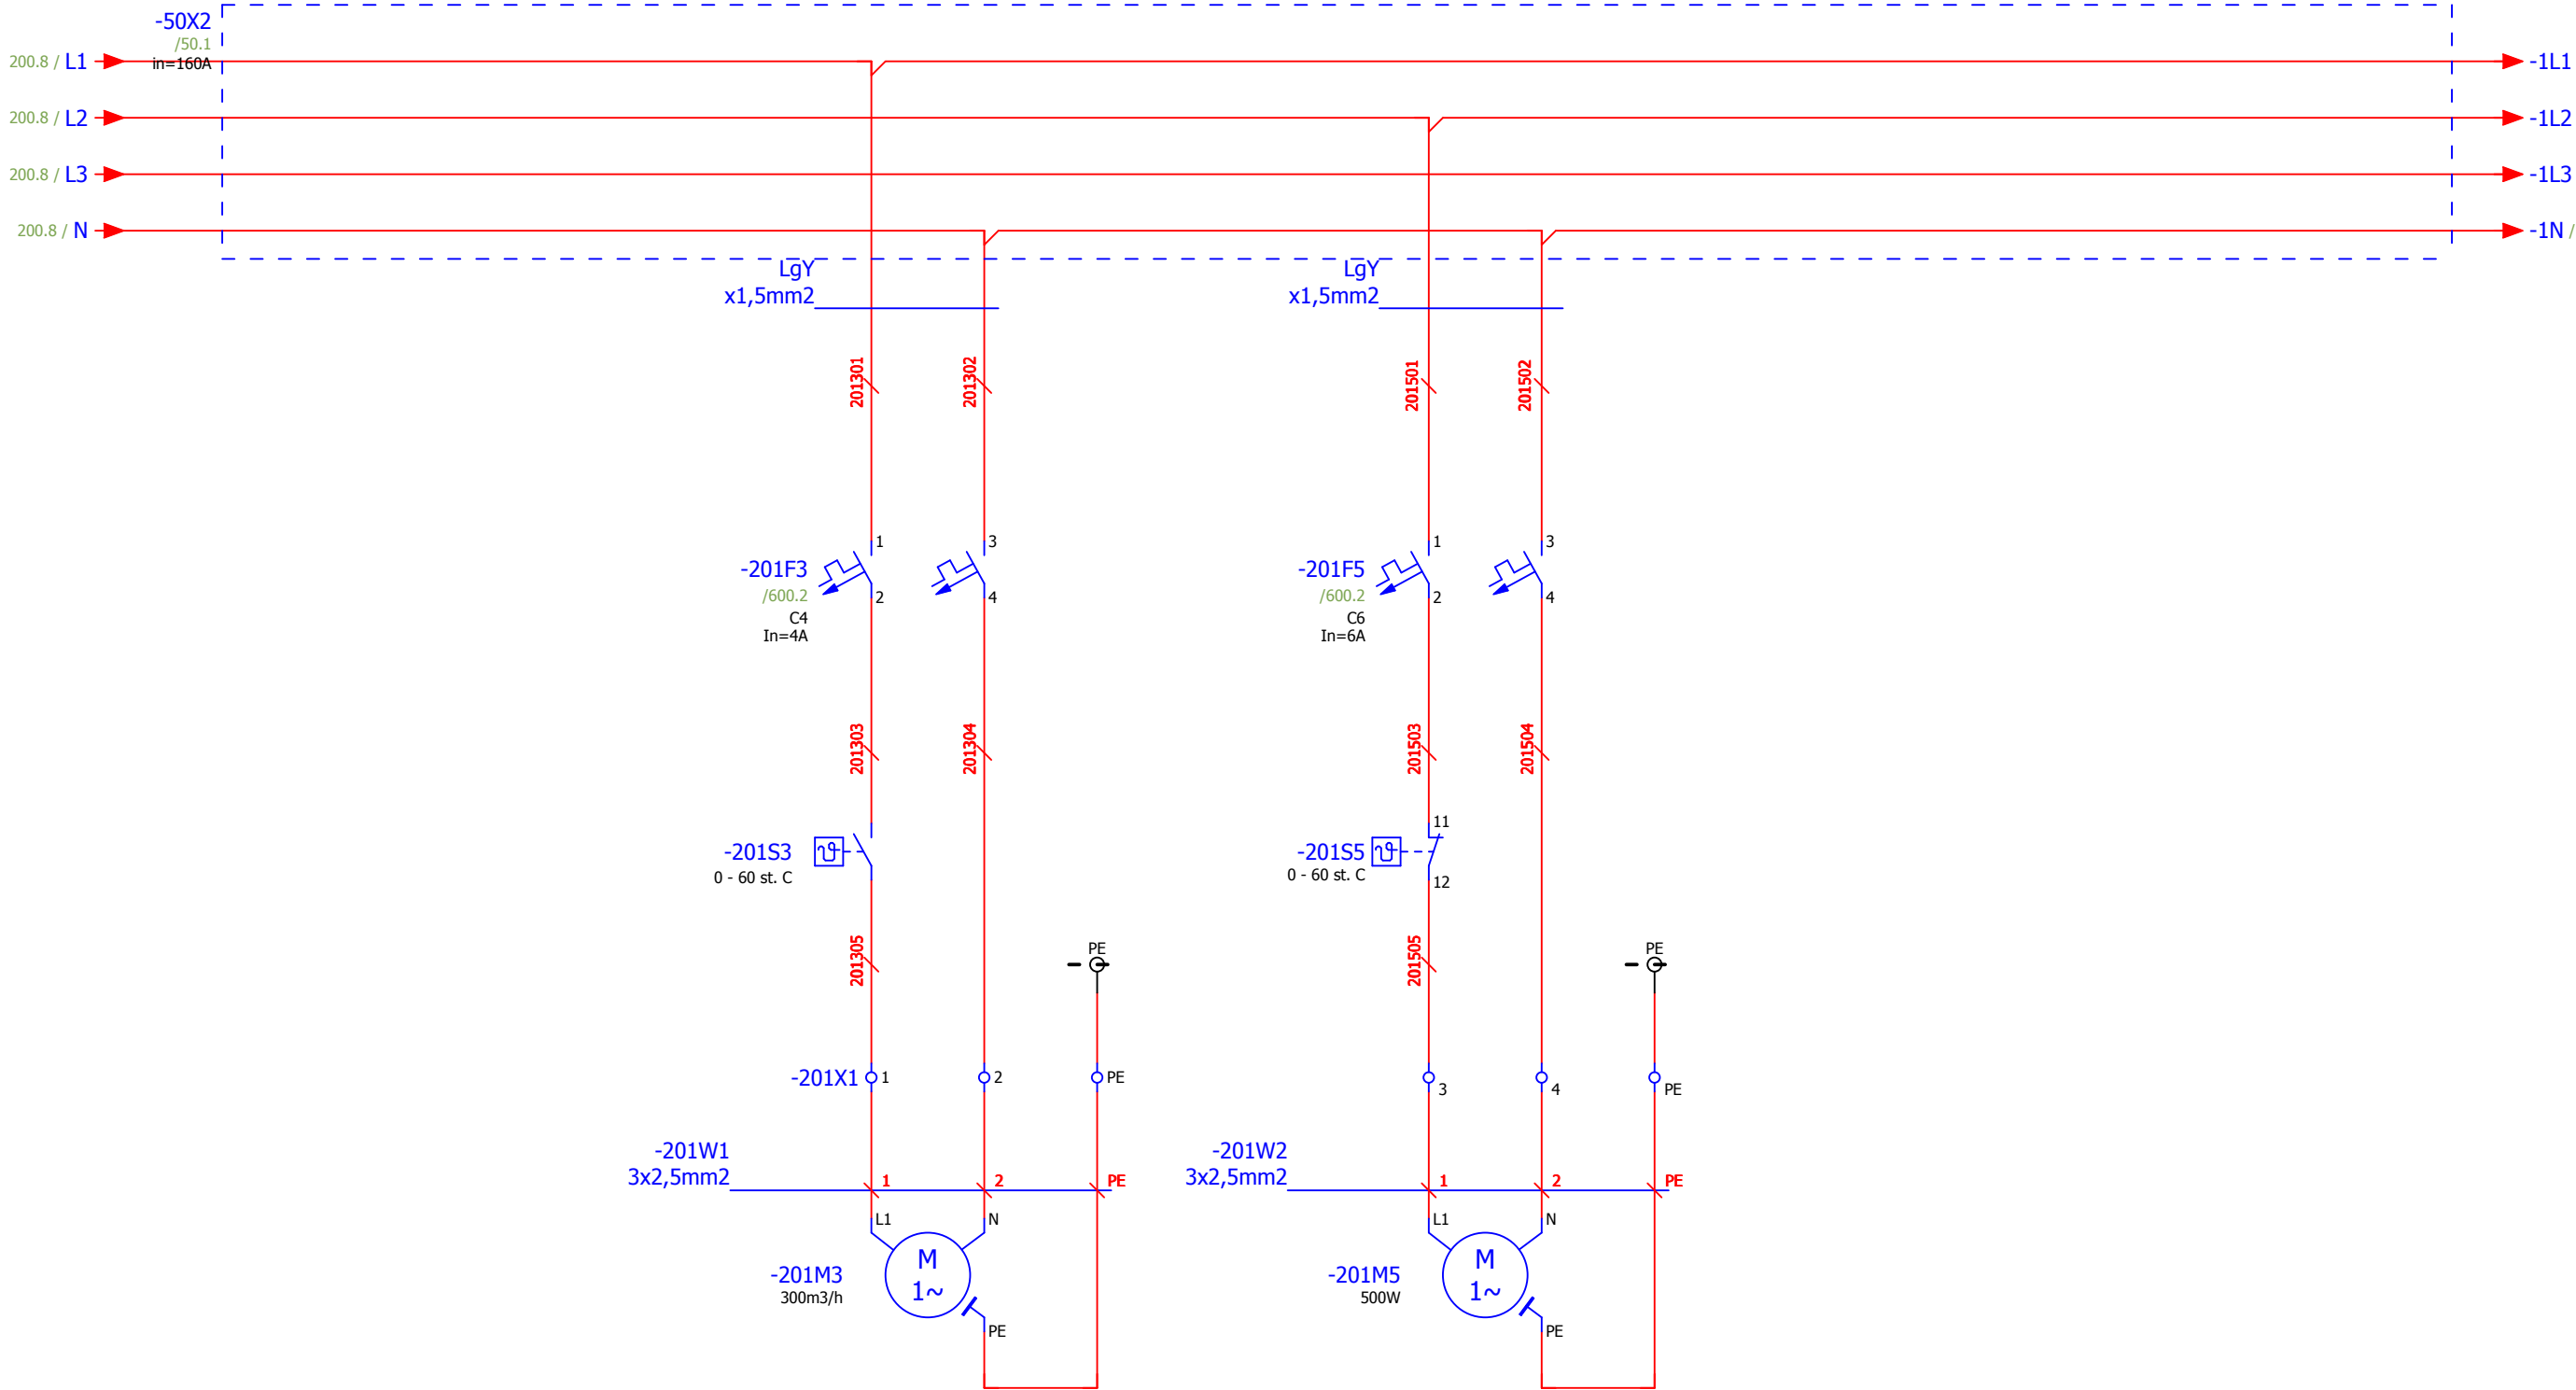 -50X2
/50.1
in=160A
200.8 / L1
-1L1
200.8 / L2
-1L2
200.8 / L3
-1L3
200.8 / N
-1N /
LgY
x1,5mm2
LgY
x1,5mm2
201301
201302
201501
201502
1
3
1
3
-201F3
/600.2
C4
In=4A
-201F5
/600.2
C6
In=6A
2
4
2
4
201303
201304
201503
201504
-201S3
0 - 60 st. C
11
-201S5
0 - 60 st. C
12
201305
PE
201505
PE
-201X1
1
2
PE
3
4
PE
-201W1
3x2,5mm2
1
2
PE
-201W2
3x2,5mm2
1
2
PE
L1
N
L1
N
M
1~
-201M3
300m3/h
PE
M
1~
-201M5
500W
PE